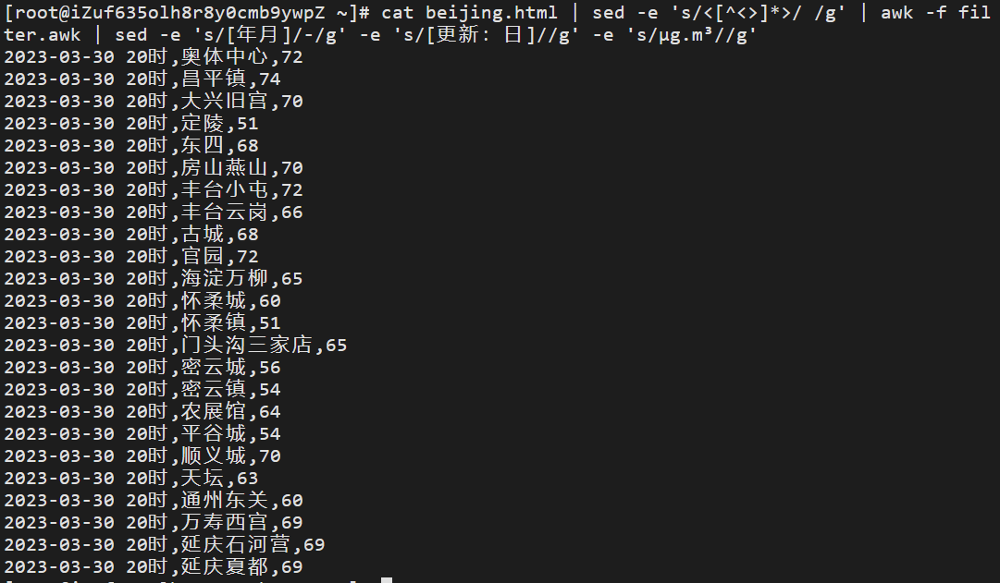 [root@iZuf635olh8r8y0cmb9ywpZ ~]# cat beijing.html | sed -e 's/<[^<>]*>/ /g' | awk -f fil
ter.awk | sed -e 's/[年月]/-/g' -e 's/[更新: 日]//g' -e 's/μg.m³//g'
2023-03-30 20时,奥体中心,72
2023-03-30 20时,昌平镇,74
2023-03-30 20时,大兴旧宫,70
2023-03-30 20时,定陵,51
2023-03-30 20时,东四,68
2023-03-30 20时,房山燕山,70
2023-03-30 20时,丰台小屯,72
2023-03-30 20时,丰台云岗,66
2023-03-30 20时,古城,68
2023-03-30 20时,官园,72
2023-03-30 20时,海淀万柳,65
2023-03-30 20时,怀柔城,60
2023-03-30 20时,怀柔镇,51
2023-03-30 20时,门头沟三家店,65
2023-03-30 20时,密云城,56
2023-03-30 20时,密云镇,54
2023-03-30 20时,农展馆,64
2023-03-30 20时,平谷城,54
2023-03-30 20时,顺义城,70
2023-03-30 20时,天坛,63
2023-03-30 20时,通州东关,60
2023-03-30 20时,万寿西宫,69
2023-03-30 20时,延庆石河营,69
2023-03-30 20时,延庆夏都,69